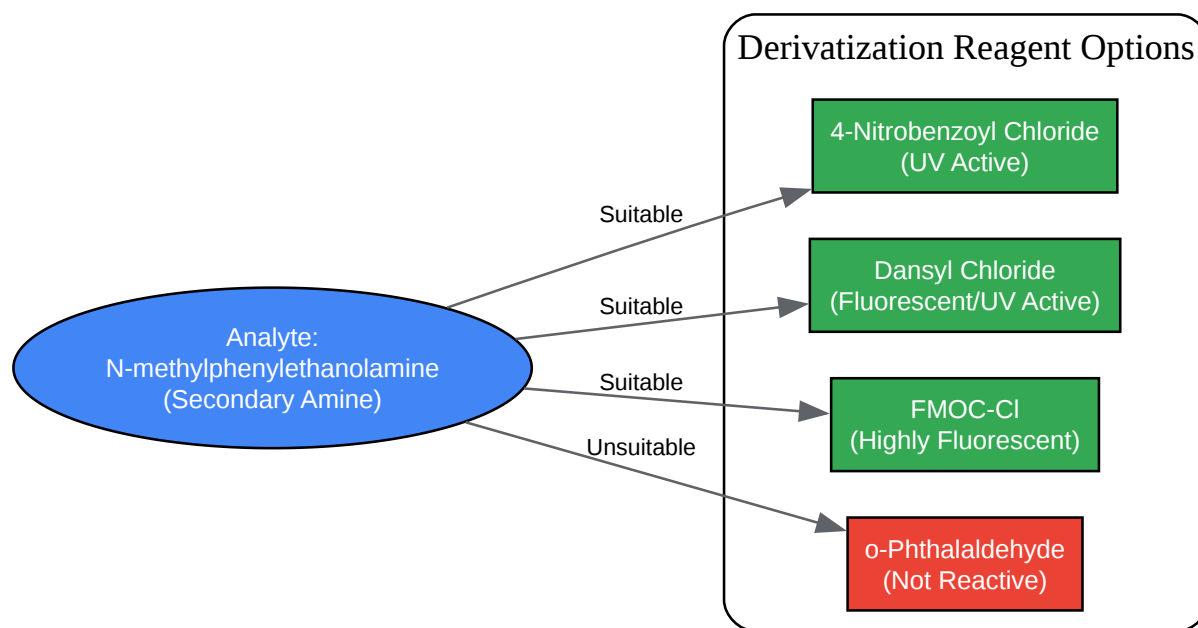 Derivatization Reagent Options
4-Nitrobenzoyl Chloride
(UV Active)
Suitable
Dansyl Chloride
(Fluorescent/UV Active)
Suitable
Analyte:
N-methylphenylethanolamine
(Secondary Amine)
Suitable
FMOC-Cl
(Highly Fluorescent)
Unsuitable
o-Phthalaldehyde
(Not Reactive)